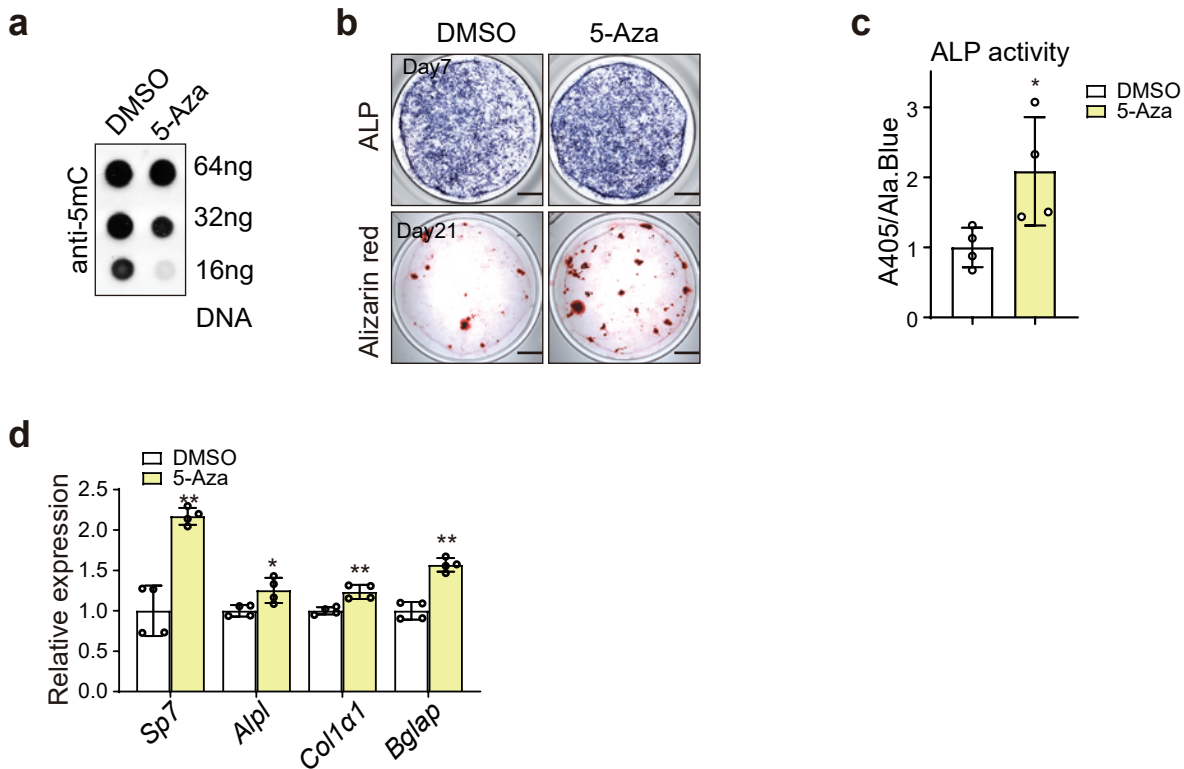 a
DMSO
5-Aza
anti-5mC
64ng
32ng
16ng
DNA
b
DMSO
5-Aza
ALP
Day7
Alizarin red
Day21
c
ALP activity
*
DMSO
5-Aza
A405/Ala.Blue
3
2
1
0
d
DMSO
5-Aza
Relative expression
2.5
2.0
1.5
1.0
0.5
0.0
**
*
**
**
Sp7
Alpl
Col1α1
Bglap